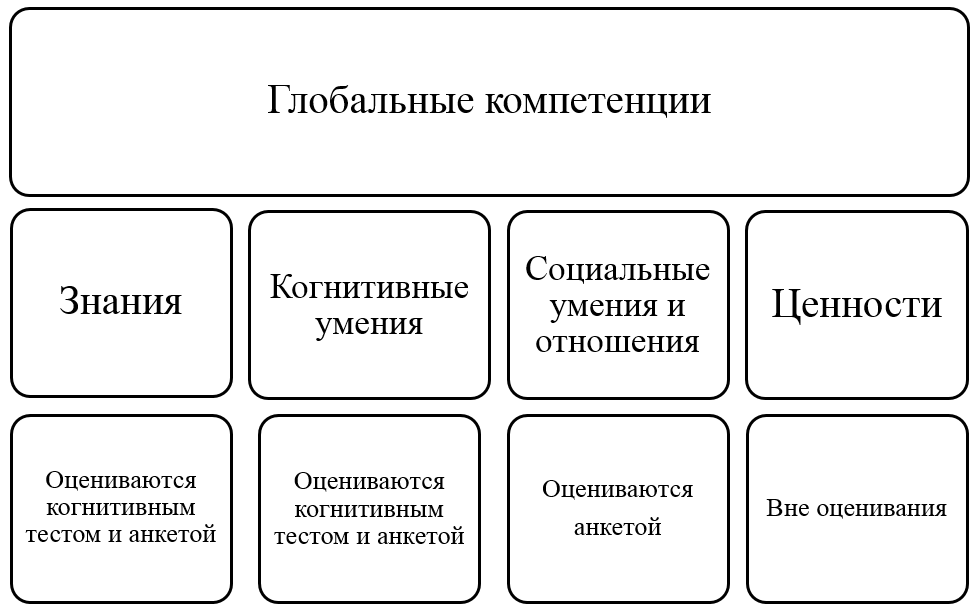 Глобальные компетенции
Знания
Когнитивные
умения
Социальные
умения и
отношения
Ценности
Оцениваются
когнитивным
тестом и анкетой
Оцениваются
когнитивным
тестом и анкетой
Оцениваются
анкетой
Вне оценивания